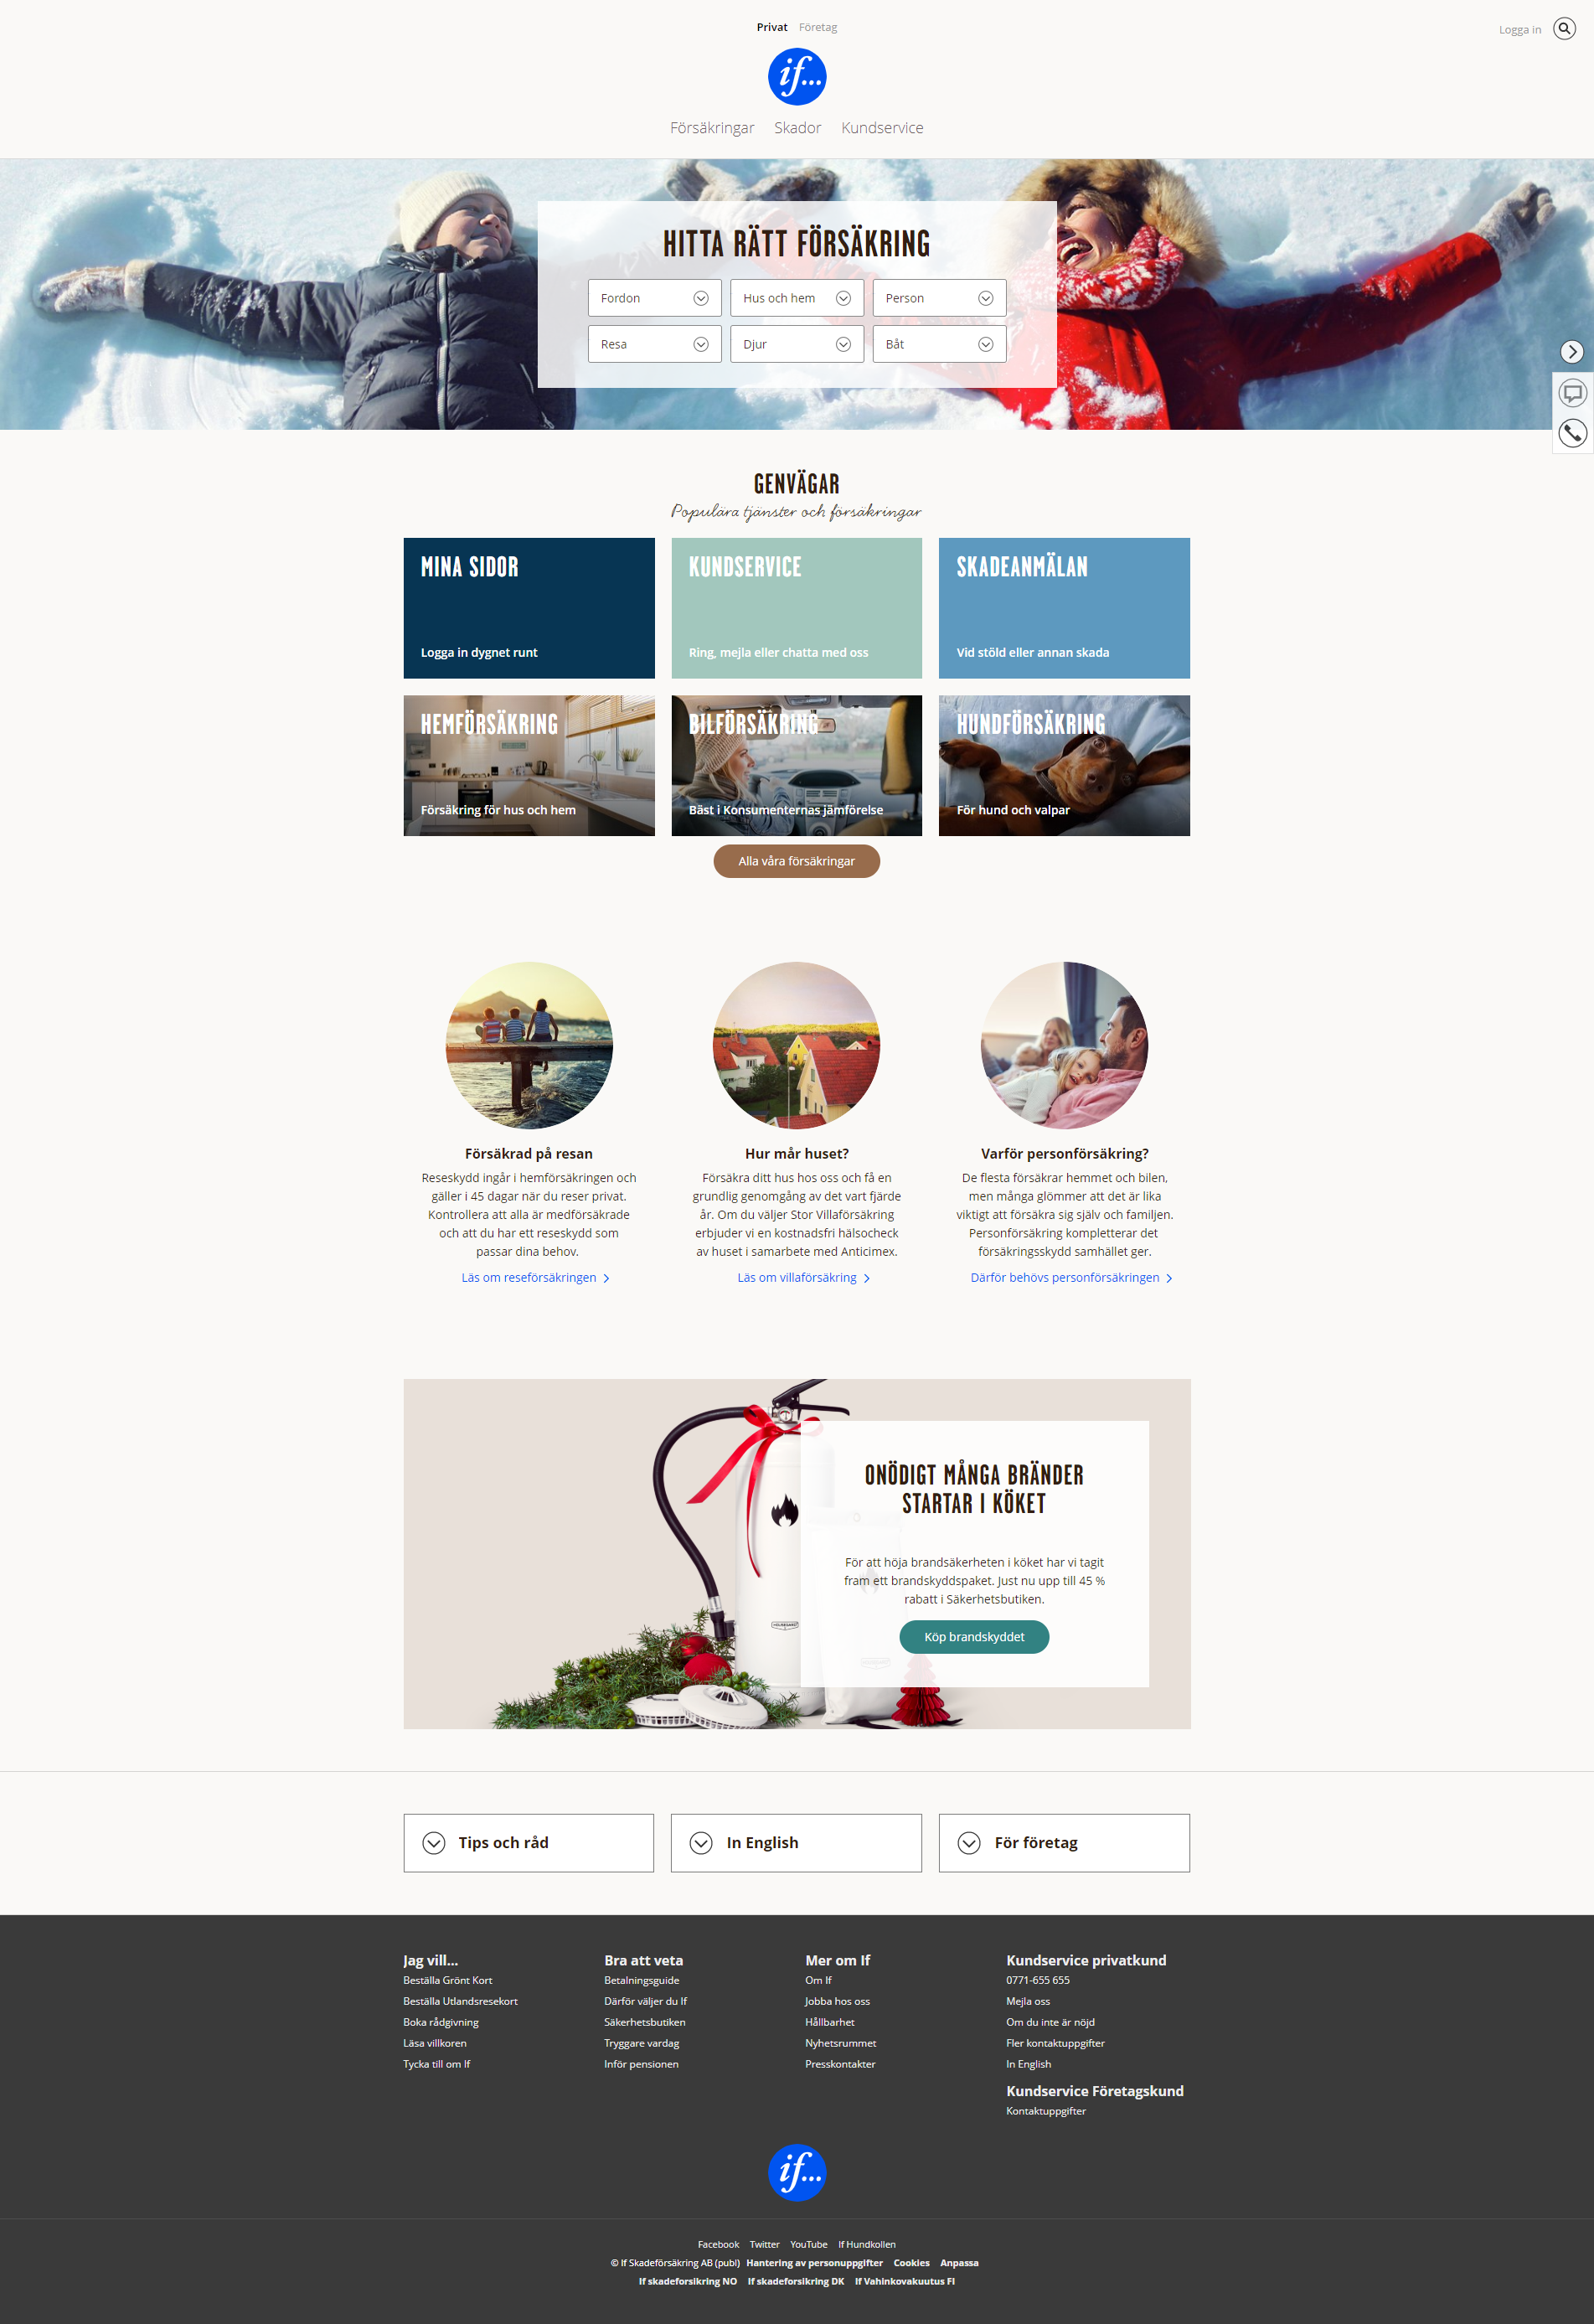 Privat Företag
Logga in
if...
Försäkringar Skador Kundservice
HITTA RÄTT FÖRSÄKRING
Fordon Hus och hem Person
Resa Djur Båt
GENVÄGAR
Populära tjänster och försäkringar
MINA SIDOR
Logga in dygnet runt
KUNDSERVICE
Ring, mejla eller chatta med oss
SKADEANMÄLAN
Vid stöld eller annan skada
HEMFÖRSÄKRING
Försäkring för hus och hem
BILFÖRSÄKRING
Bäst i Konsumenternas jämförelse
HUNDFÖRSÄKRING
För hund och valpar
Alla våra försäkringar
Försäkrad på resan
Reseskydd ingår i hemförsäkringen och
gäller i 45 dagar när du reser privat.
Kontrollera att alla är medförsäkrade
och att du har ett reseskydd som
passar dina behov.
Läs om reseförsäkringen
Hur mår huset?
Försäkra ditt hus hos oss och få en
grundlig genomgång av det vart fjärde
år. Om du väljer Stor Villaförsäkring
erbjuder vi en kostnadsfri hälsocheck
av huset i samarbete med Anticimex.
Läs om villaförsäkring
Varför personförsäkring?
De flesta försäkrar hemmet och bilen,
men många glömmer att det är lika
viktigt att försäkra sig själv och familjen.
Personförsäkring kompletterar det
försäkringsskydd samhället ger.
Därför behövs personförsäkringen
ONÖDIGT MÅNGA BRÄNDER
STARTAR I KÖKET
För att höja brandsäkerheten i köket har vi tagit
fram ett brandskyddspaket. Just nu upp till 45 %
rabatt i Säkerhetsbutiken.
Köp brandskyddet
Tips och råd
In English
För företag
Jag vill...
Beställa Grönt Kort
Beställa Utlandsresekort
Boka rådgivning
Läsa villkoren
Tycka till om If
Bra att veta
Betalningsguide
Därför väljer du If
Säkerhetsbutiken
Tryggare vardag
Inför pensionen
Mer om If
Om If
Jobba hos oss
Hållbarhet
Nyhetsrummet
Presskontakter
Kundservice privatkund
0771-655 655
Mejla oss
Om du inte är nöjd
Fler kontaktuppgifter
In English
Kundservice Företagskund
Kontaktuppgifter
if...
Facebook Twitter YouTube If Hundkollen
© If Skadeförsäkring AB (publ) Hantering av personuppgifter Cookies Anpassa
If skadeforsikring NO If skadeforsikring DK If Vahinkovakuutus FI